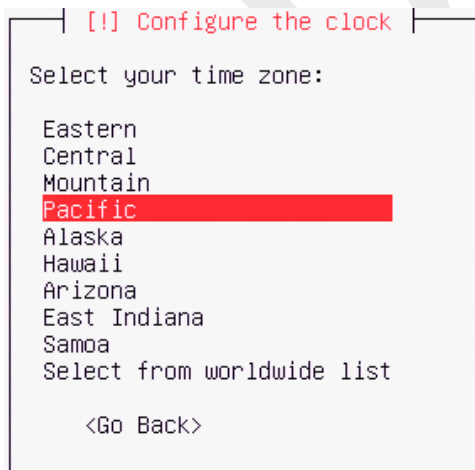 [!] Configure the clock
Select your time zone:
Eastern
Central
Mountain
Pacific
Alaska
Hawaii
Arizona
East Indiana
Samoa
Select from worldwide list
<Go Back>